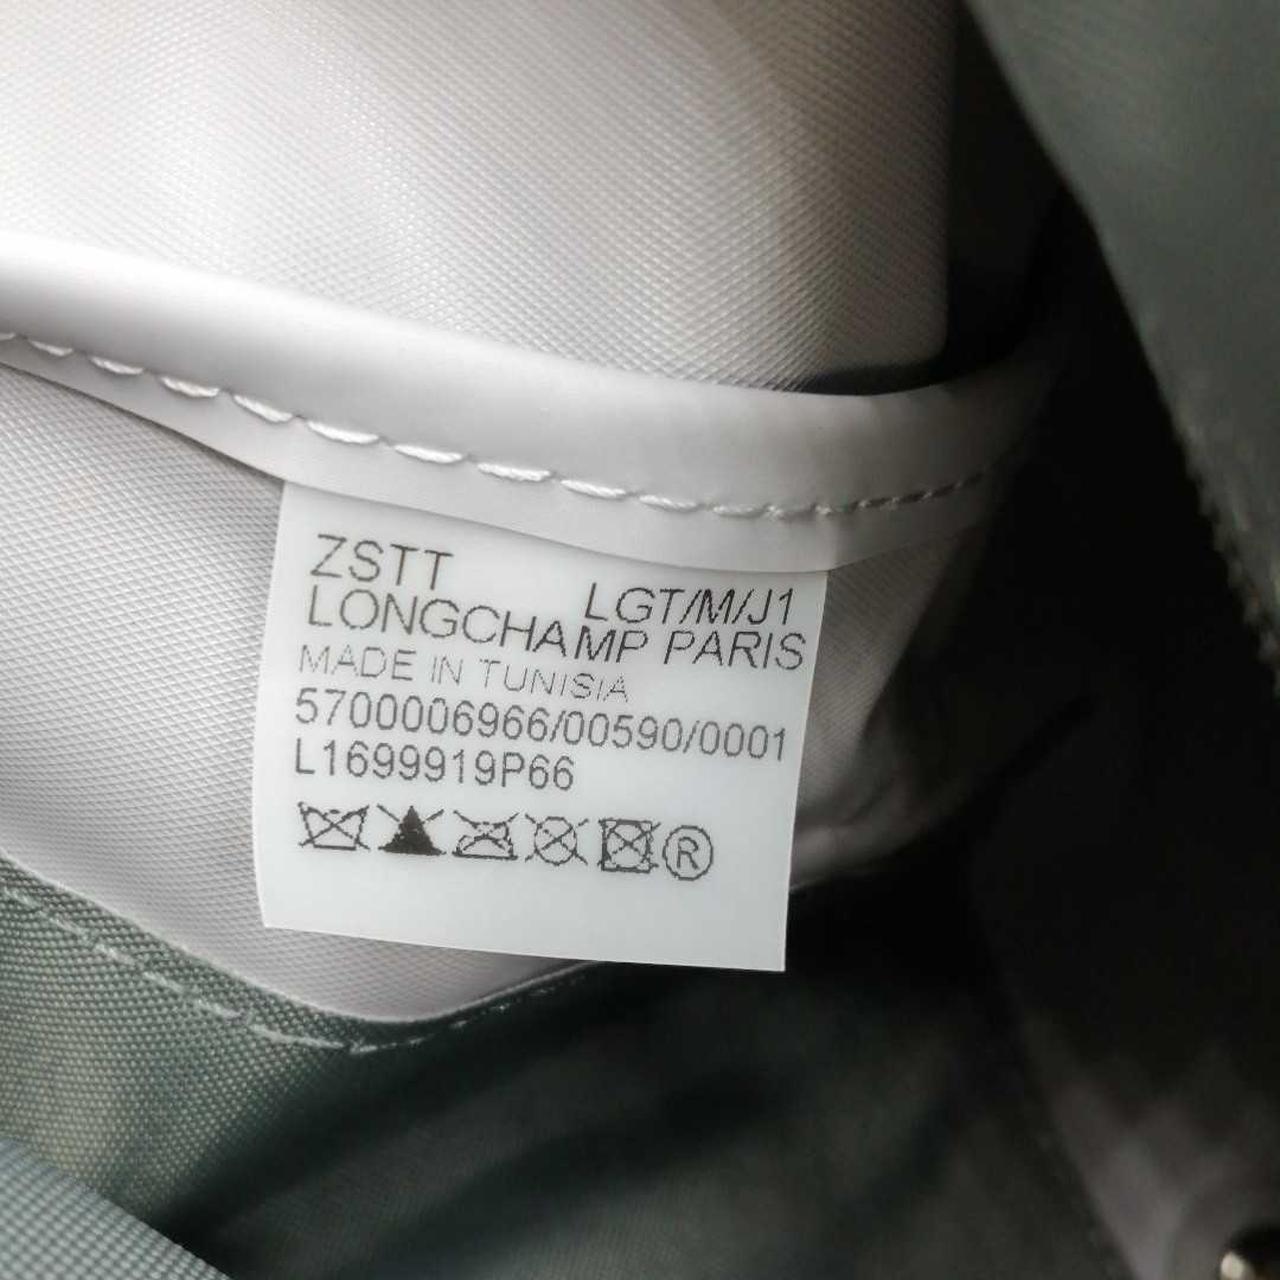 ZSTT LGT/M/J1
LONGCHAMP PARIS
MADE IN TUNISIA
5700006966/00590/0001
L1699919P66
®